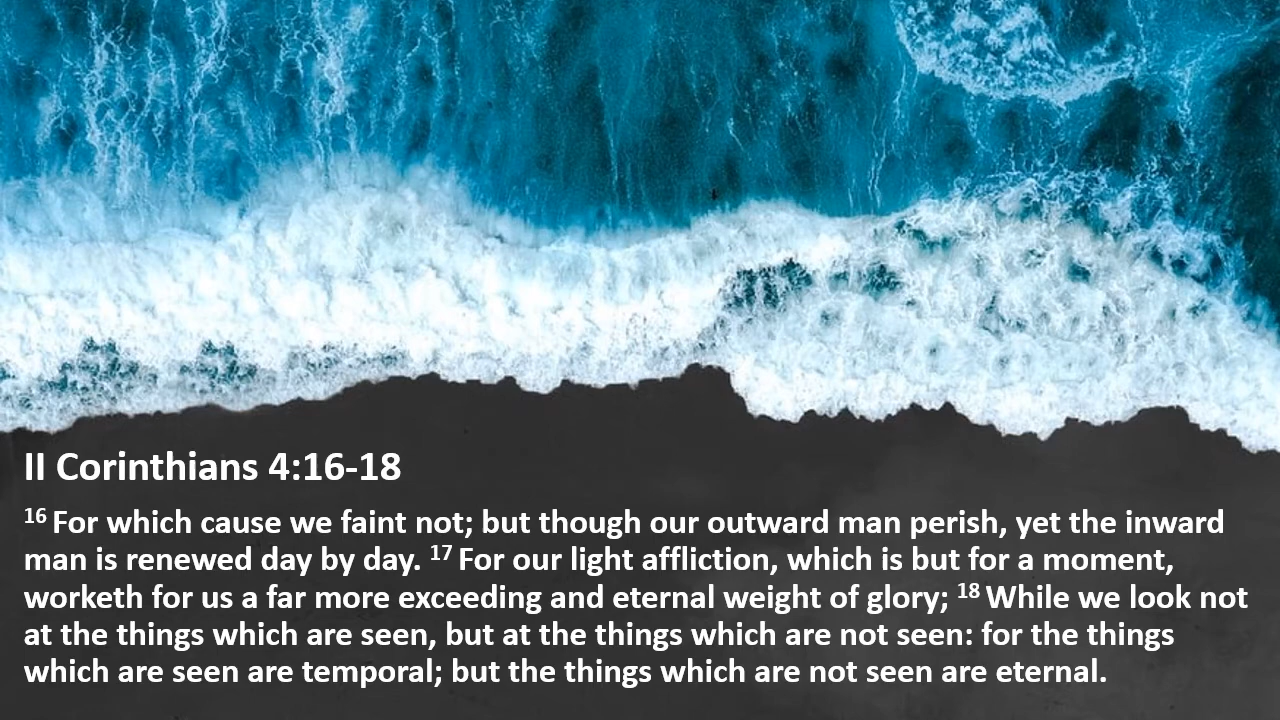 II Corinthians 4:16-18
16 For which cause we faint not; but though our outward man perish, yet the inward
man is renewed day by day. 17 For our light affliction, which is but for a moment,
worketh for us a far more exceeding and eternal weight of glory; 18 While we look not
at the things which are seen, but at the things which are not seen: for the things
which are seen are temporal; but the things which are not seen are eternal.